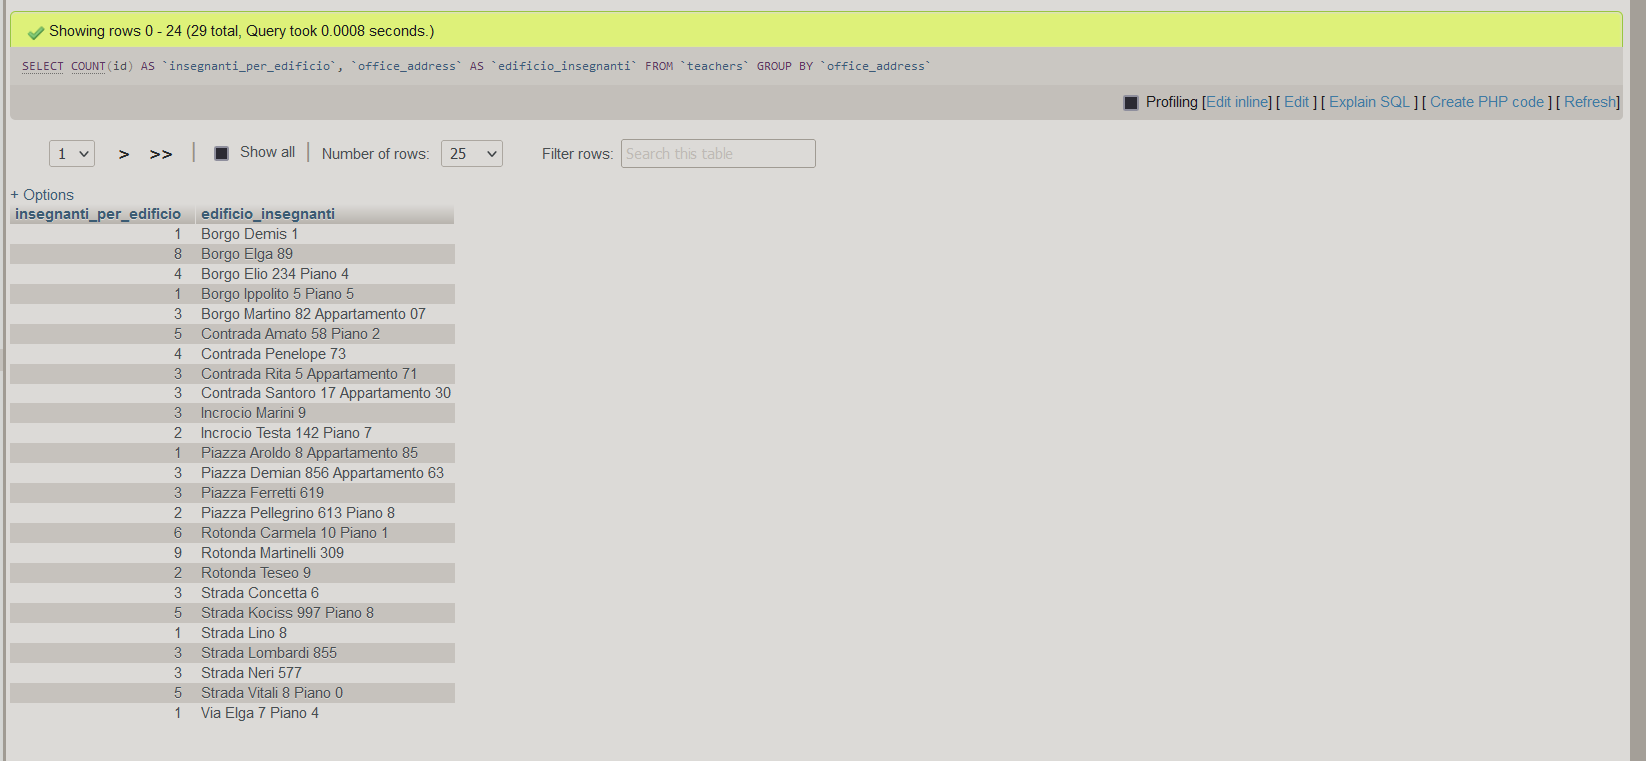 Showing rows 0 - 24 (29 total, Query took 0.0008 seconds.)
SELECT COUNT(id) AS `insegnanti_per_edificio`, `office_address` AS `edificio_insegnanti` FROM `teachers` GROUP BY `office_address`
Profiling [Edit inline] [ Edit ] [ Explain SQL ] [ Create PHP code ] [ Refresh]
1 > >> | Show all | Number of rows: 25 Filter rows: Search this table
+ Options
insegnanti_per_edificio edificio_insegnanti
1 Borgo Demis 1
8 Borgo Elga 89
4 Borgo Elio 234 Piano 4
1 Borgo Ippolito 5 Piano 5
3 Borgo Martino 82 Appartamento 07
5 Contrada Amato 58 Piano 2
4 Contrada Penelope 73
3 Contrada Rita 5 Appartamento 71
3 Contrada Santoro 17 Appartamento 30
3 Incrocio Marini 9
2 Incrocio Testa 142 Piano 7
1 Piazza Aroldo 8 Appartamento 85
3 Piazza Demian 856 Appartamento 63
3 Piazza Ferretti 619
2 Piazza Pellegrino 613 Piano 8
6 Rotonda Carmela 10 Piano 1
9 Rotonda Martinelli 309
2 Rotonda Teseo 9
3 Strada Concetta 6
5 Strada Kociss 997 Piano 8
1 Strada Lino 8
3 Strada Lombardi 855
3 Strada Neri 577
5 Strada Vitali 8 Piano 0
1 Via Elga 7 Piano 4